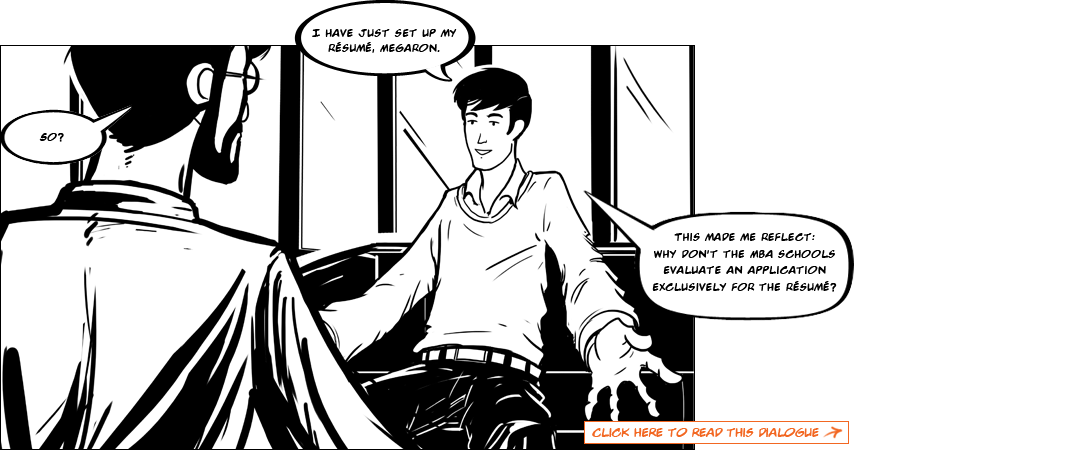 I HAVE JUST SET UP MY
RÉSUMÉ, MEGARON.
SO?
THIS MADE ME REFLECT:
WHY DON'T THE MBA SCHOOLS
EVALUATE AN APPLICATION
EXCLUSIVELY FOR THE RÉSUMÉ?
CLICK HERE TO READ THIS DIALOGUE